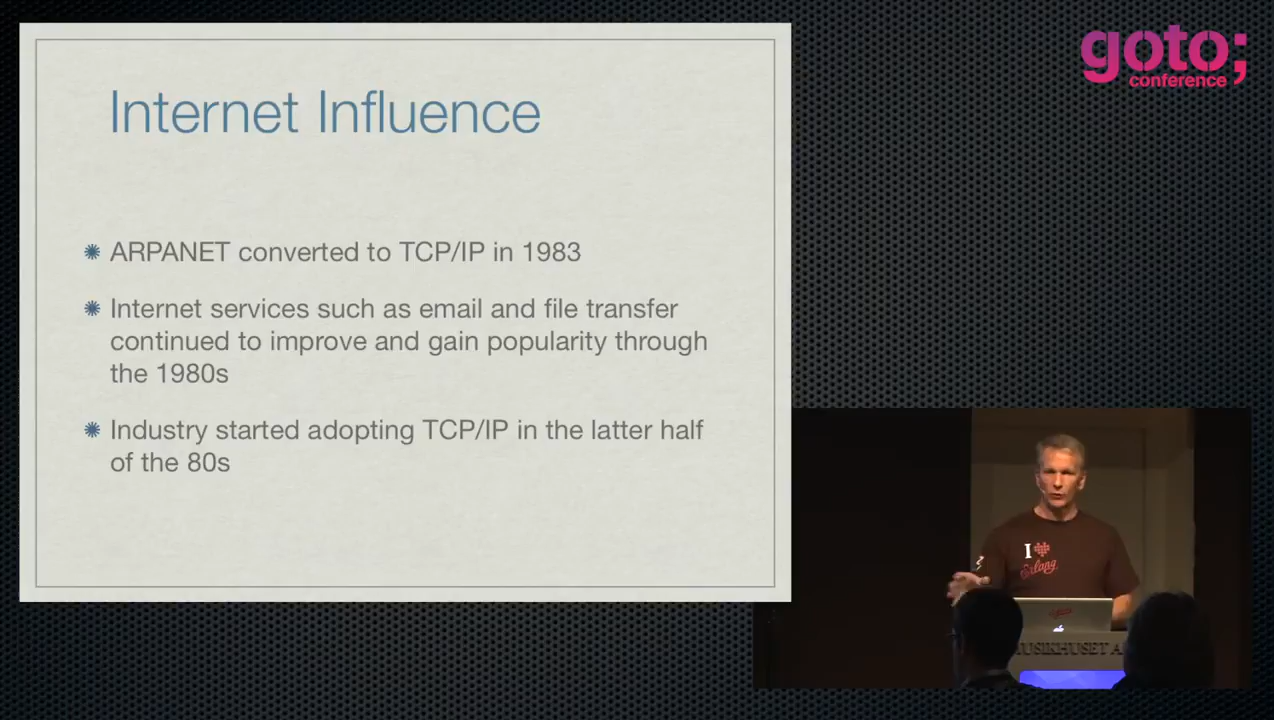 goto;
conference
Internet Influence
ARPANET converted to TCP/IP in 1983
Internet services such as email and file transfer
continued to improve and gain popularity through
the 1980s
Industry started adopting TCP/IP in the latter half
of the 80s
I
Erlang
MUSIKHUSET A